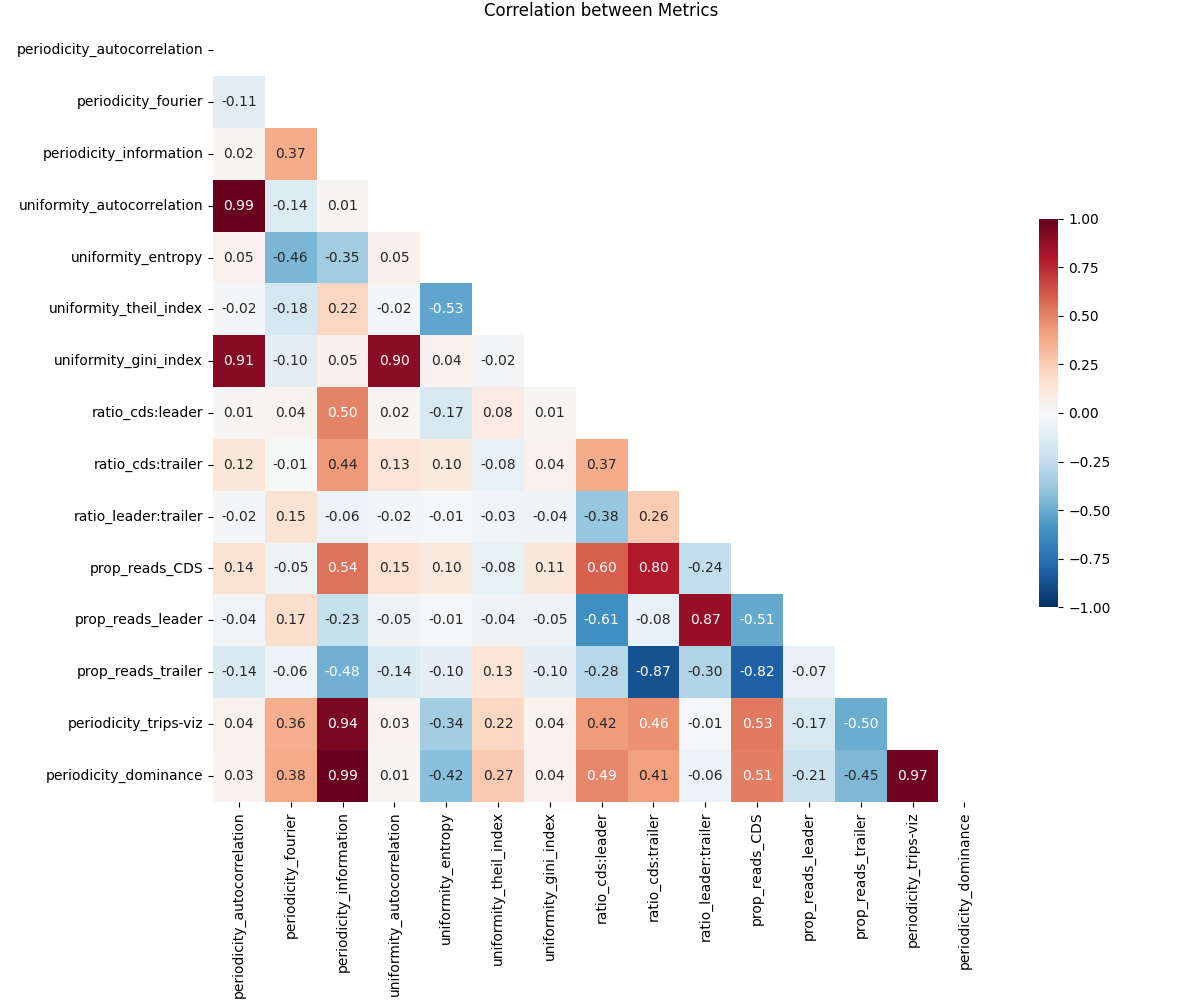 Correlation between Metrics
periodicity_autocorrelation
periodicity_fourier -0.11
periodicity_information 0.02 0.37
uniformity_autocorrelation 0.99 -0.14 0.01
uniformity_entropy 0.05 -0.46 -0.35 0.05
uniformity_theil_index -0.02 -0.18 0.22 -0.02 -0.53
uniformity_gini_index 0.91 -0.10 0.05 0.90 0.04 -0.02
ratio_cds:leader 0.01 0.04 0.50 0.02 -0.17 0.08 0.01
ratio_cds:trailer 0.12 -0.01 0.44 0.13 0.10 -0.08 0.04 0.37
ratio_leader:trailer -0.02 0.15 -0.06 -0.02 -0.01 -0.03 -0.04 -0.38 0.26
prop_reads_CDS 0.14 -0.05 0.54 0.15 0.10 -0.08 0.11 0.60 0.80 -0.24
prop_reads_leader -0.04 0.17 -0.23 -0.05 -0.01 -0.04 -0.05 -0.61 -0.08 0.87 -0.51
prop_reads_trailer -0.14 -0.06 -0.48 -0.14 -0.10 0.13 -0.10 -0.28 -0.87 -0.30 -0.82 -0.07
periodicity_trips-viz 0.04 0.36 0.94 0.03 -0.34 0.22 0.04 0.42 0.46 -0.01 0.53 -0.17 -0.50
periodicity_dominance 0.03 0.38 0.99 0.01 -0.42 0.27 0.04 0.49 0.41 -0.06 0.51 -0.21 -0.45 0.97
periodicity_autocorrelation
periodicity_fourier
periodicity_information
uniformity_autocorrelation
uniformity_entropy
uniformity_theil_index
uniformity_gini_index
ratio_cds:leader
ratio_cds:trailer
ratio_leader:trailer
prop_reads_CDS
prop_reads_leader
prop_reads_trailer
periodicity_trips-viz
periodicity_dominance
1.00
0.75
0.50
0.25
0.00
−0.25
−0.50
−0.75
−1.00